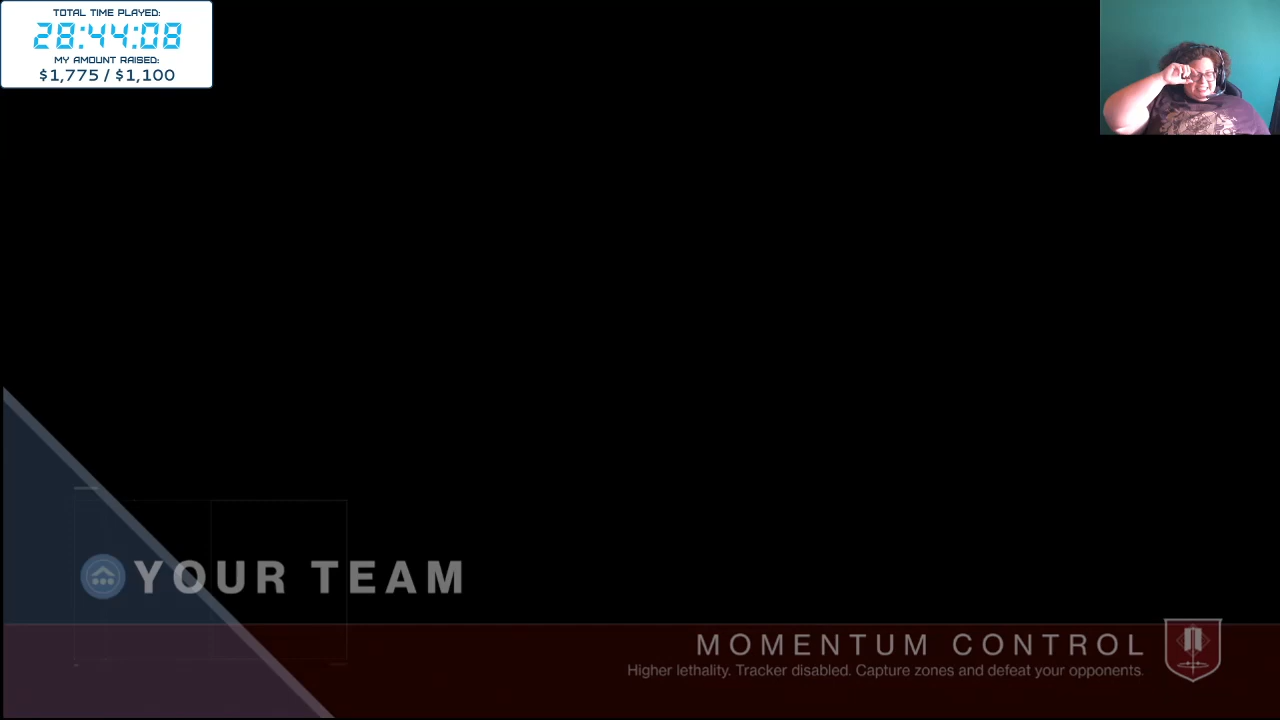 TOTAL TIME PLAYED:
28:44:08
MY AMOUNT RAISED:
$1,775 / $1,100
YOUR TEAM
MOMENTUM CONTROL
Higher lethality. Tracker disabled. Capture zones and defeat your opponents.